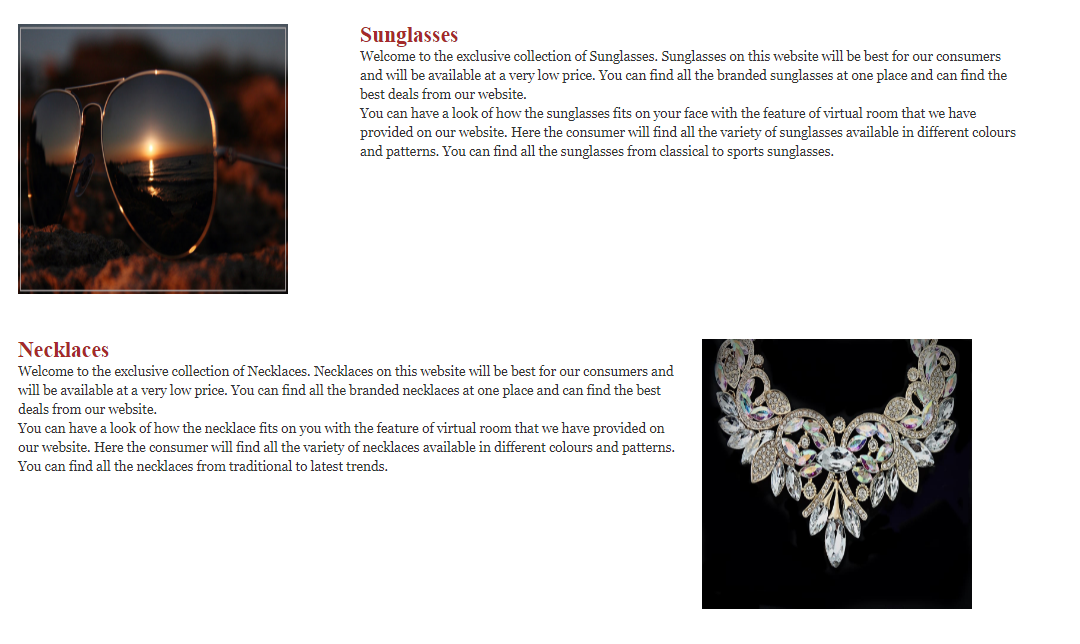 Sunglasses
Welcome to the exclusive collection of Sunglasses. Sunglasses on this website will be best for our consumers
and will be available at a very low price. You can find all the branded sunglasses at one place and can find the
best deals from our website.
You can have a look of how the sunglasses fits on your face with the feature of virtual room that we have
provided on our website. Here the consumer will find all the variety of sunglasses available in different colours
and patterns. You can find all the sunglasses from classical to sports sunglasses.
Necklaces
Welcome to the exclusive collection of Necklaces. Necklaces on this website will be best for our consumers and
will be available at a very low price. You can find all the branded necklaces at one place and can find the best
deals from our website.
You can have a look of how the necklace fits on you with the feature of virtual room that we have provided on
our website. Here the consumer will find all the variety of necklaces available in different colours and patterns.
You can find all the necklaces from traditional to latest trends.